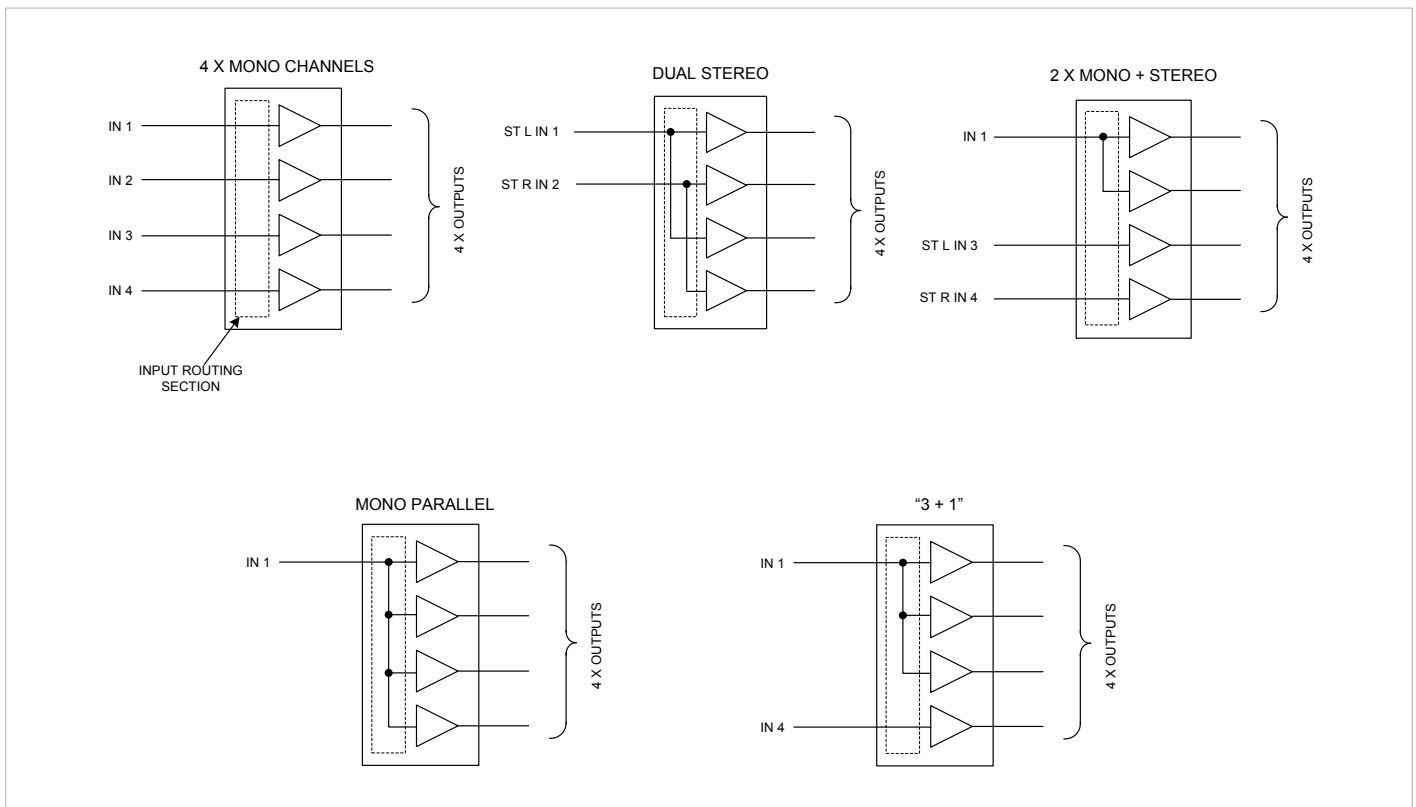 4 X MONO CHANNELS
IN 1
IN 2
IN 3
IN 4
4 X OUTPUTS
INPUT ROUTING
SECTION
DUAL STEREO
ST L IN 1
ST R IN 2
4 X OUTPUTS
2 X MONO + STEREO
IN 1
ST L IN 3
ST R IN 4
4 X OUTPUTS
MONO PARALLEL
IN 1
4 X OUTPUTS
“3 + 1”
IN 1
IN 4
4 X OUTPUTS